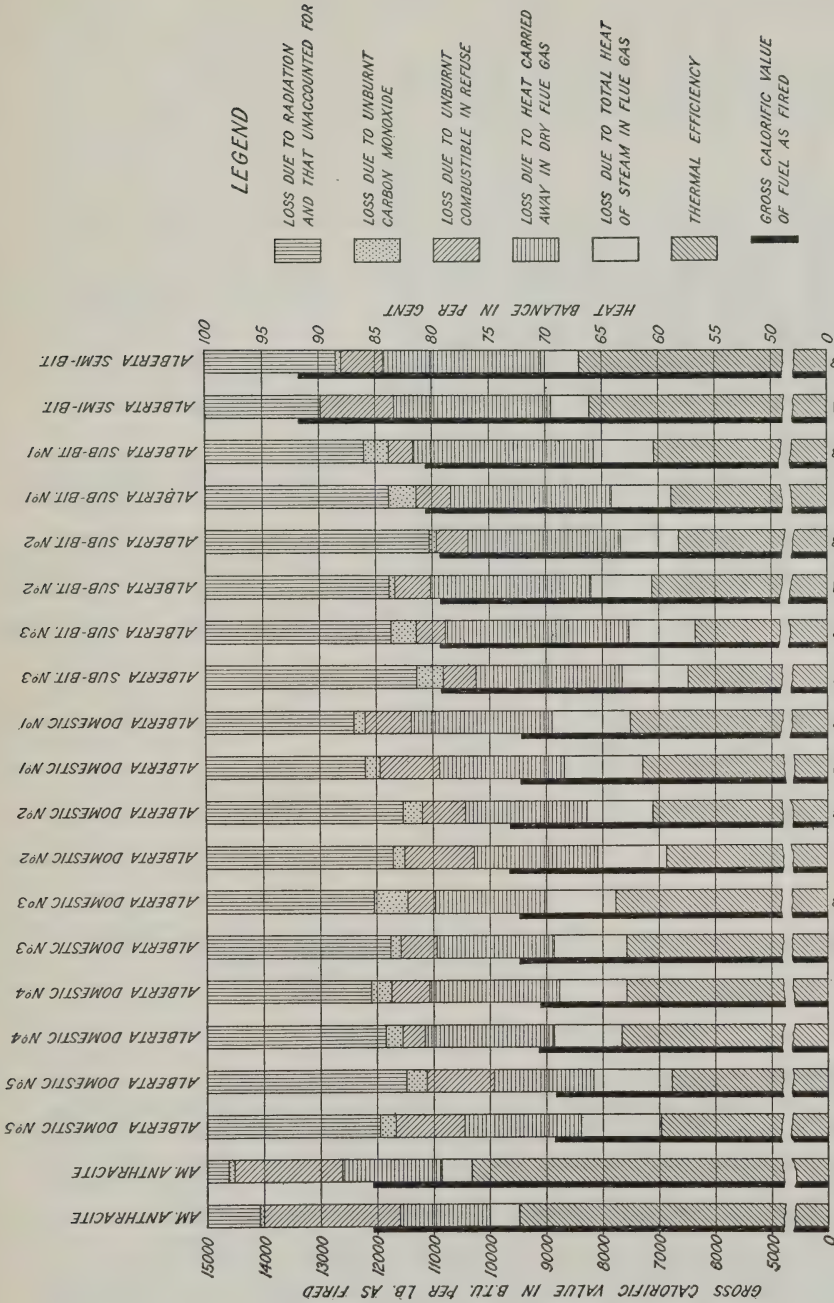 LEGEND
LOSS DUE TO RADIATION
AND THAT UNACCOUNTED FOR
LOSS DUE TO UNBURNT
CARBON MONOXIDE
LOSS DUE TO UNBURNT
COMBUSTIBLE IN REFUSE
LOSS DUE TO HEAT CARRIED
AWAY IN DRY FLUE GAS
LOSS DUE TO TOTAL HEAT
OF STEAM IN FLUE GAS
THERMAL EFFICIENCY
GROSS CALORIFIC VALUE
OF FUEL AS FIRED
HEAT BALANCE IN PER CENT
100
95
90
85
80
75
70
65
60
55
50
0
ALBERTA SEMI-BIT.
ALBERTA SEMI-BIT.
ALBERTA SUB-BIT. Nº1
ALBERTA SUB-BIT. Nº1
ALBERTA SUB-BIT. Nº2
ALBERTA SUB-BIT. Nº2
ALBERTA SUB-BIT. Nº3
ALBERTA SUB-BIT. Nº3
ALBERTA DOMESTIC Nº1
ALBERTA DOMESTIC Nº1
ALBERTA DOMESTIC Nº2
ALBERTA DOMESTIC Nº2
ALBERTA DOMESTIC Nº3
ALBERTA DOMESTIC Nº3
ALBERTA DOMESTIC Nº4
ALBERTA DOMESTIC Nº4
ALBERTA DOMESTIC Nº5
ALBERTA DOMESTIC Nº5
AM. ANTHRACITE
AM. ANTHRACITE
15000
14000
13000
12000
11000
10000
9000
8000
7000
6000
5000
0
GROSS CALORIFIC VALUE IN B.T.U. PER LB. AS FIRED